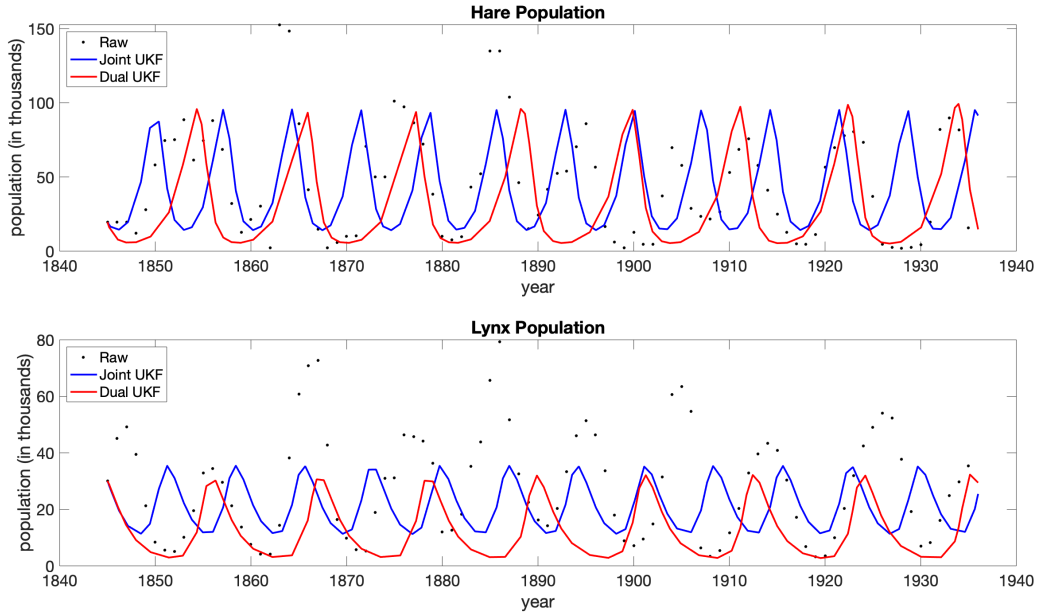 Hare Population
150
100
50
0
population (in thousands)
Raw
Joint UKF
Dual UKF
1840 1850 1860 1870 1880 1890 1900 1910 1920 1930 1940
year
Lynx Population
80
60
40
20
0
population (in thousands)
Raw
Joint UKF
Dual UKF
1840 1850 1860 1870 1880 1890 1900 1910 1920 1930 1940
year